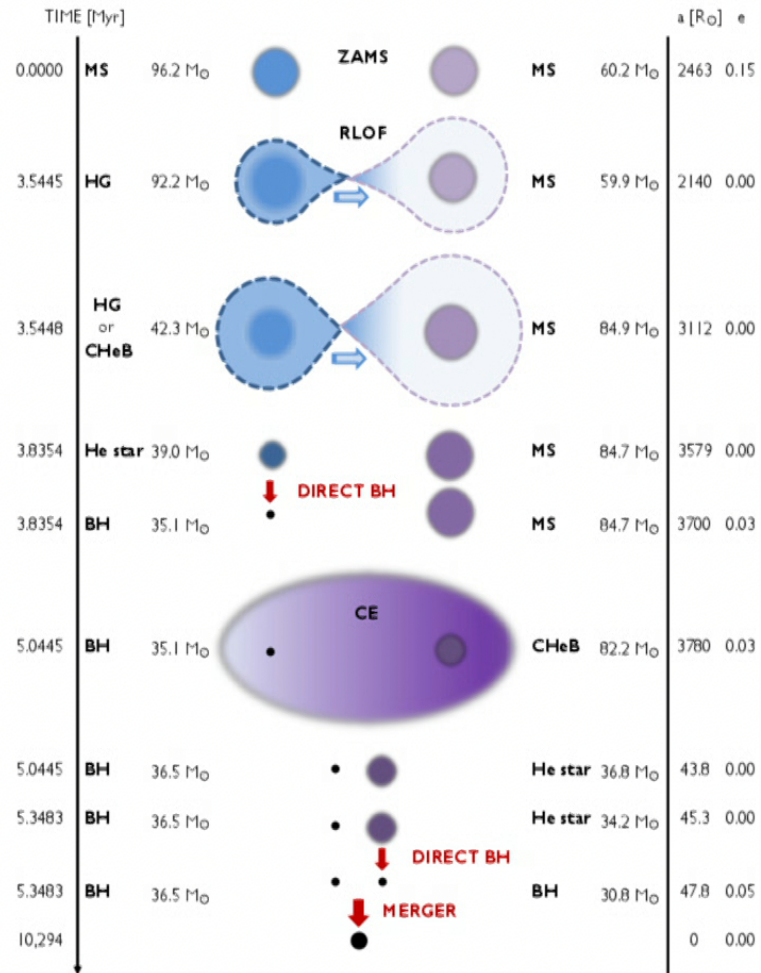 TIME [Myr] a [R⊙] e
ZAMS
0.0000 MS 96.2 M⊙ MS 60.2 M⊙ 2463 0.15
RLOF
3.5445 HG 92.2 M⊙ MS 59.9 M⊙ 2140 0.00
HG
or
3.5448 42.3 M⊙ MS 84.9 M⊙ 3112 0.00
CHeB
3.8354 He star 39.0 M⊙ MS 84.7 M⊙ 3579 0.00
DIRECT BH
3.8354 BH 35.1 M⊙ MS 84.7 M⊙ 3700 0.03
CE
5.0445 BH 35.1 M⊙ CHeB 82.2 M⊙ 3780 0.03
5.0445 BH 36.5 M⊙ He star 36.8 M⊙ 43.8 0.00
5.3483 BH 36.5 M⊙ He star 34.2 M⊙ 45.3 0.00
DIRECT BH
5.3483 BH 36.5 M⊙ BH 30.8 M⊙ 47.8 0.05
MERGER
10,294 0 0.00